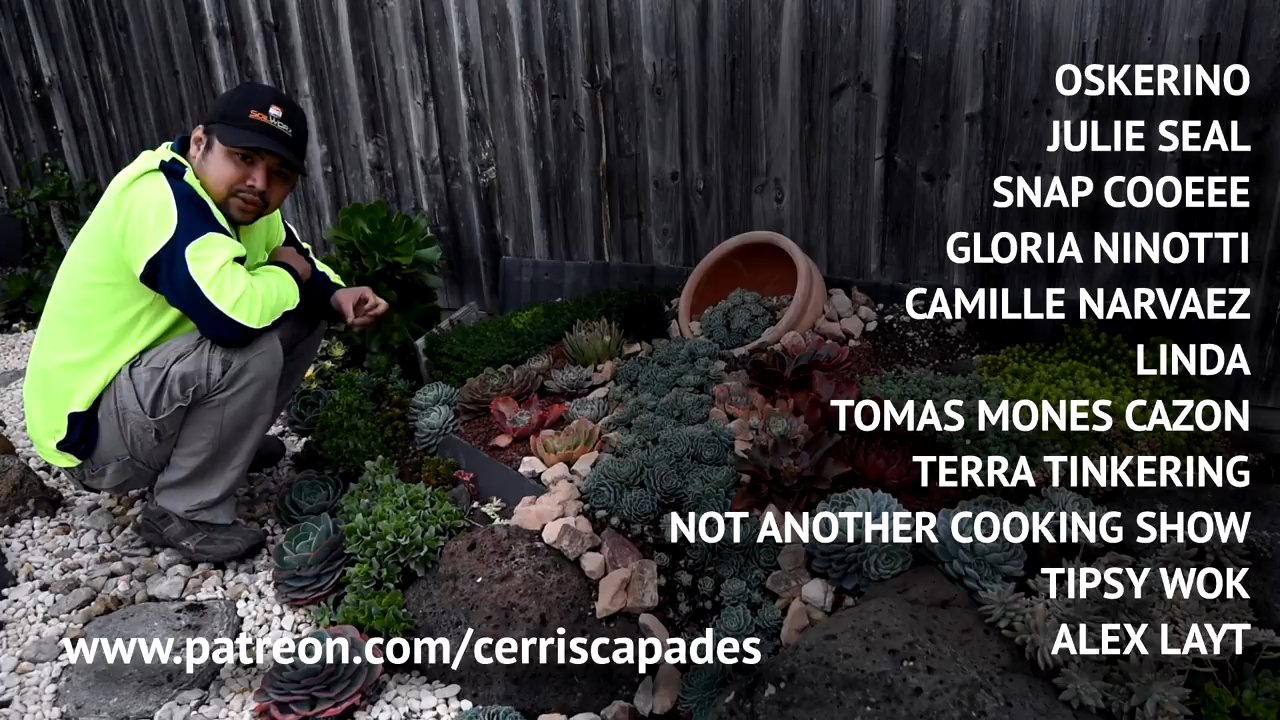 SOILWORX
OSKERINO
JULIE SEAL
SNAP COOEEE
GLORIA NINOTTI
CAMILLE NARVAEZ
LINDA
TOMAS MONES CAZON
TERRA TINKERING
NOT ANOTHER COOKING SHOW
TIPSY WOK
ALEX LAYT
www.patreon.com/cerriscapades